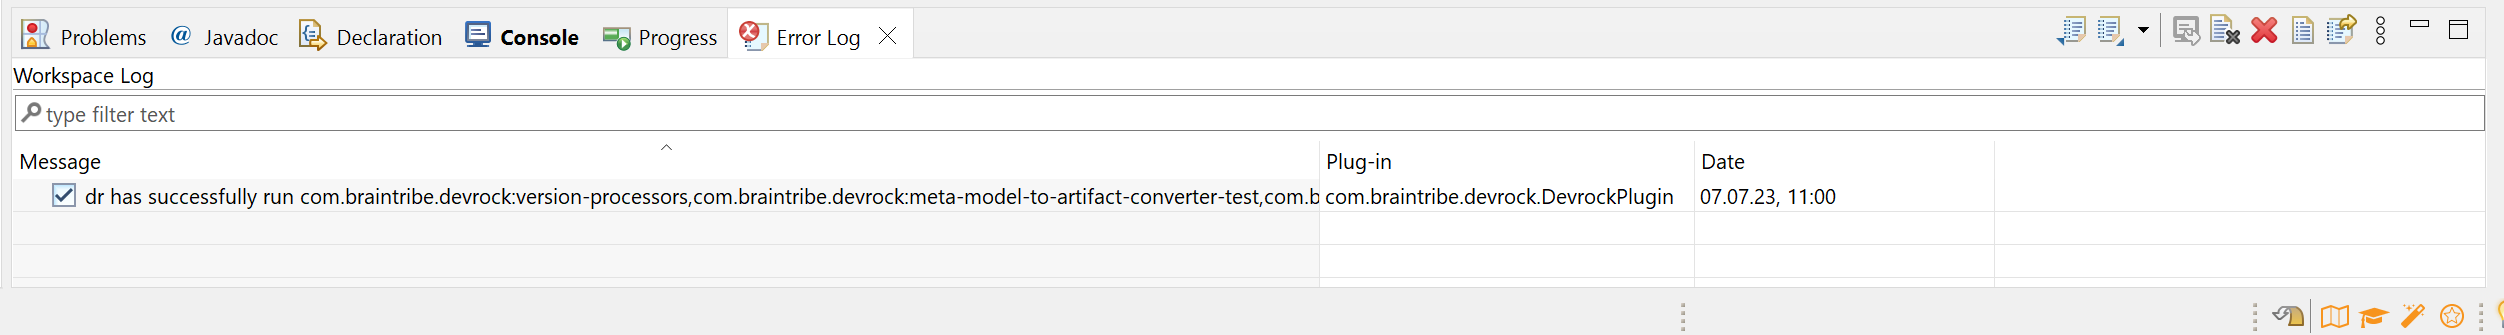 Problems @ Javadoc Declaration Console Progress Error Log
Workspace Log
type filter text
Message Plug-in Date
dr has successfully run com.braintribe.devrock:version-processors,com.braintribe.devrock:meta-model-to-artifact-converter-test,com.b com.braintribe.devrock.DevrockPlugin 07.07.23, 11:00